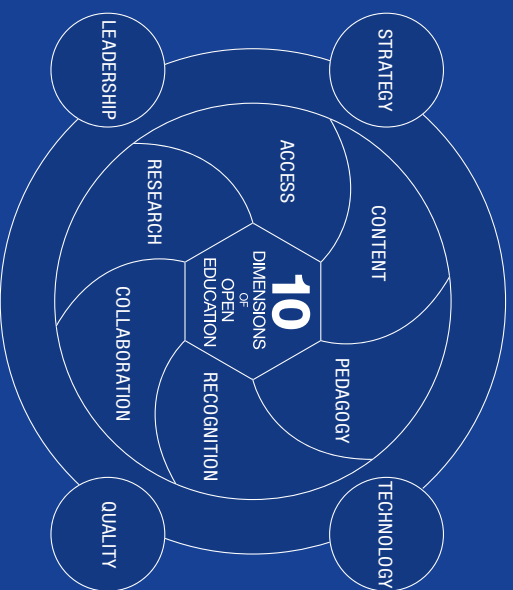 STRATEGY
TECHNOLOGY
CONTENT
PEDAGOGY
ACCESS
10
DIMENSIONS
OF
OPEN
EDUCATION
RECOGNITION
RESEARCH
COLLABORATION
LEADERSHIP
QUALITY